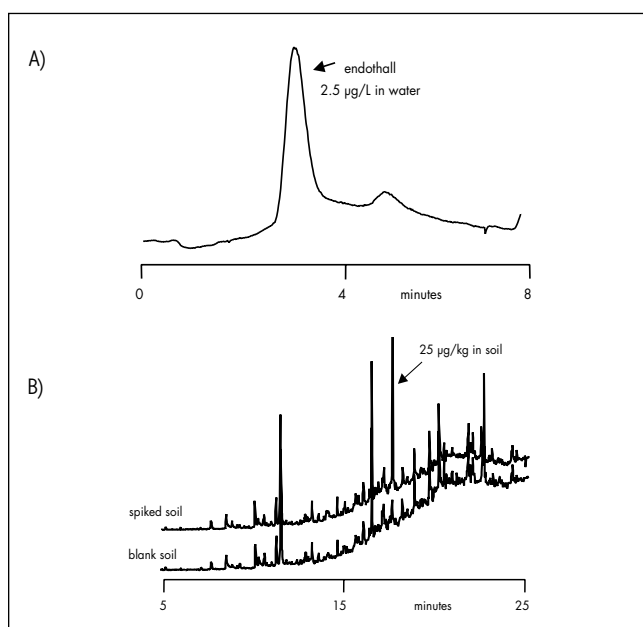 A)
endothall
2.5 µg/L in water
0 4 minutes 8
25 µg/kg in soil
B)
spiked soil
blank soil
5 15 minutes 25